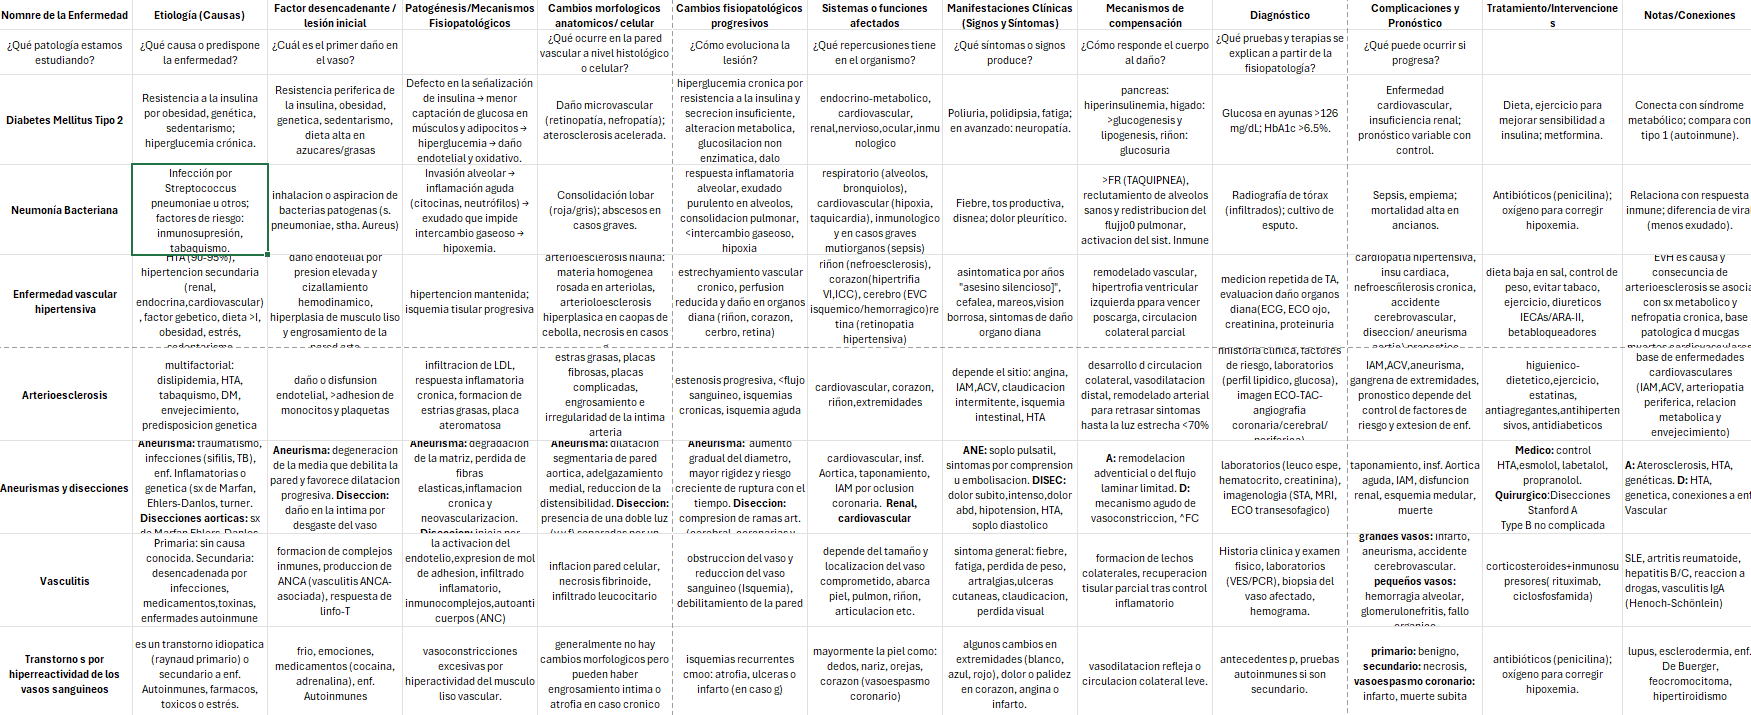 Nomre de la Enfermedad
Etiología (Causas)
Factor desencadenante /
lesión inicial
Patogénesis/Mecanismos
Fisiopatológicos
Cambios morfologicos
anatomicos/ celular
Cambios fisiopatológicos
progresivos
Sistemas o funciones
afectados
Manifestaciones Clínicas
(Signos y Síntomas)
Mecanismos de
compensación
Diagnóstico
Complicaciones y
Pronóstico
Tratamiento/Intervencione
s
Notas/Conexiones
¿Qué patología estamos
estudiando?
¿Qué causa o predispone
la enfermedad?
¿Cuál es el primer daño en
el vaso?
¿Qué ocurre en la pared
vascular a nivel histológico
o celular?
¿Cómo evoluciona la
lesión?
¿Qué repercusiones tiene
en el organismo?
¿Qué síntomas o signos
produce?
¿Cómo responde el cuerpo
al daño?
¿Qué pruebas y terapias se
explican a partir de la
fisiopatología?
¿Qué puede ocurrir si
progresa?
Diabetes Mellitus Tipo 2
Resistencia a la insulina
por obesidad, genética,
sedentarismo;
hiperglucemia crónica.
Resistencia periferica de
la insulina, obesidad,
genetica, sedentarismo,
dieta alta en
azucares/grasas
Defecto en la señalización
de insulina → menor
captación de glucosa en
músculos y adipocitos →
hiperglucemia → daño
endotelial y oxidativo.
Daño microvascular
(retinopatía, nefropatía);
aterosclerosis acelerada.
hiperglucemia cronica por
resistencia a la insulina y
secrecion insuficiente,
alteracion metabolica,
glucosilacion non
enzimatica, dalo
endocrino-metabolico,
cardiovascular,
renal,nervioso,ocular,inmu
nologico
Poliuria, polidipsia, fatiga;
en avanzado: neuropatía.
pancreas:
hiperinsulinemia, higado:
>glucogenesis y
lipogenesis, riñon:
glucosuria
Glucosa en ayunas >126
mg/dL; HbA1c >6.5%.
Enfermedad
cardiovascular,
insuficiencia renal;
pronóstico variable con
control.
Dieta, ejercicio para
mejorar sensibilidad a
insulina; metformina.
Conecta con síndrome
metabólico; compara con
tipo 1 (autoinmune).
Neumonía Bacteriana
Infección por
Streptococcus
pneumoniae u otros;
factores de riesgo:
inmunosupresión,
tabaquismo.
inhalacion o aspiracion de
bacterias patogenas (s.
pneumoniae, stha. Aureus)
Invasión alveolar →
inflamación aguda
(citocinas, neutrófilos) →
exudado que impide
intercambio gaseoso →
hipoxemia.
Consolidación lobar
(roja/gris); abscesos en
casos graves.
respuesta inflamatoria
alveolar, exudado
purulento en alveolos,
consolidacion pulmonar,
<intercambio gaseoso,
hipoxia
respiratorio (alveolos,
bronquiolos),
cardiovascular (hipoxia,
taquicardia), inmunologico
y en casos graves
mutiorganos (sepsis)
Fiebre, tos productiva,
disnea; dolor pleurítico.
>FR (TAQUIPNEA),
reclutamiento de alveolos
sanos y redistribucion del
flujjo0 pulmonar,
activacion del sist. Inmune
Radiografía de tórax
(infiltrados); cultivo de
esputo.
Sepsis, empiema;
mortalidad alta en
ancianos.
Antibióticos (penicilina);
oxígeno para corregir
hipoxemia.
Relaciona con respuesta
inmune; diferencia de viral
(menos exudado).
Enfermedad vascular
hipertensiva
HTA (90-95%),
hipertencion secundaria
(renal,
endocrina,cardiovascular)
, factor gebetico, dieta >I,
obesidad, estrés,
sedentarismo
daño endotelial por
presion elevada y
cizallamiento
hemodinamico,
hiperplasia de musculo liso
y engrosamiento de la
pared arta
hipertencion mantenida;
isquemia tisular progresiva
arterioesclerosis hialina:
materia homogenea
rosada en arteriolas,
arterioloesclerosis
hiperplasica en caopas de
cebolla, necrosis en casos
estrechyamiento vascular
cronico, perfusion
reducida y daño en organos
diana (riñon, corazon,
cerbro, retina)
riñon (nefroesclerosis),
corazon(hipertrifia
VI,ICC), cerebro (EVC
isquemico/hemorragico)re
tina (retinopatia
hipertensiva)
asintomatica por años
"asesino silencioso]",
cefalea, mareos,vision
borrosa, sintomas de daño
organo diana
remodelado vascular,
hipertrofia ventricular
izquierda ppara vencer
poscarga, circulacion
colateral parcial
medicion repetida de TA,
evaluacion daño organos
diana(ECG, ECO ojo,
creatinina, proteinuria
cardiopatia hipertensiva,
insu cardiaca,
nefroescñlerosis cronica,
accidente
cerebrovascular,
diseccion/ aneurisma
aortio) pronostico
dieta baja en sal, control de
peso, evitar tabaco,
ejercicio, diureticos
IECAs/ARA-II,
betabloqueadores
EVH es causa y
consecuncia de
arterioesclerosis se asocia
con sx metabolico y
nefropatia cronica, base
patologica d mucgas
muertes cardiovasculares
Arterioesclerosis
multifactorial:
dislipidemia, HTA,
tabaquismo, DM,
envejecimiento,
predisposicion genetica
daño o disfunsion
endotelial, >adhesion de
monocitos y plaquetas
infiltracion de LDL,
respuesta inflamatoria
cronica, formacion de
estrias grasas, placa
ateromatosa
estras grasas, placas
fibrosas, placas
complicadas,
engrosamiento e
irregularidad de la intima
arteria
estenosis progresiva, <flujo
sanguineo, isquemias
cronicas, isquemia aguda
cardiovascular, corazon,
riñon,extremidades
depende el sitio: angina,
IAM,ACV, claudicacion
intermitente, isquemia
intestinal, HTA
desarrollo d circulacion
colateral, vasodilatacion
distal, remodelado arterial
para retrasar sintomas
hasta la luz estrecha <70%
hhistoria clinica, factores
de riesgo, laboratorios
(perfil lipidico, glucosa),
imagen ECO-TAC-
angiografia
coronaria/cerebral/
periferica)
IAM,ACV,aneurisma,
gangrena de extremidades,
pronostico depende del
control de factores de
riesgo y extesion de enf.
higuienico-
dietetico,ejercicio,
estatinas,
antiagregantes,antihiperten
sivos, antidiabeticos
base de enfermedades
cardiovasculares
(IAM,ACV, arteriopatia
periferica, relacion
metabolica y
envejecimiento)
Aneurismas y disecciones
Aneurisma: traumatismo,
infecciones (sifilis, TB),
enf. Inflamatorias o
genetica (sx de Marfan,
Ehlers-Danlos, turner.
Disecciones aorticas: sx
de Marfan Ehlers-Danlos
Aneurisma: degeneracion
de la media que debilita la
pared y favorece dilatacion
progresiva. Diseccion:
daño en la intima por
desgaste del vaso
Aneurisma: degradacion
de la matriz, perdida de
fibras
elasticas,inflamacion
cronica y
neovascularizacion.
Diseccion: inicia por
Aneurisma: dilatacion
segmentaria de pared
aortica, adelgazamiento
medial, reduccion de la
distensibilidad. Diseccion:
presencia de una doble luz
(v y f) separadas por un
Aneurisma: aumento
gradual del diametro,
mayor rigidez y riesgo
creciente de ruptura con el
tiempo. Diseccion:
compresion de ramas art.
(cerebral, coronarias y
cardiovascular, insf.
Aortica, taponamiento,
IAM por oclusion
coronaria. Renal,
cardiovascular
ANE: soplo pulsatil,
sintomas por comprension
u embolisacion. DISEC:
dolor subito,intenso,dolor
abd, hipotension, HTA,
soplo diastolico
A: remodelacion
adventicial o del flujo
laminar limitad. D:
mecanismo agudo de
vasoconstriccion, ^FC
laboratorios (leuco espe,
hematocrito, creatinina),
imagenologia (STA, MRI,
ECO transesofagico)
taponamiento, insf. Aortica
aguda, IAM, disfuncion
renal, esquemia medular,
muerte
Medico: control
HTA,esmolol, labetalol,
propranolol.
Quirurgico:Disecciones
Stanford A
Type B no complicada
A: Aterosclerosis, HTA,
genéticas. D: HTA,
genetica, conexiones a enf
Vascular
Vasculitis
Primaria: sin causa
conocida. Secundaria:
desencadenada por
infecciones,
medicamentos,toxinas,
enfermades autoinmune
formacion de complejos
inmunes, produccion de
ANCA (vasculitis ANCA-
asociada), respuesta de
linfo-T
la activacion del
endotelio,expresion de mol
de adhesion, infiltrado
inflamatorio,
inmunocomplejos,autoanti
cuerpos (ANC)
inflacion pared celular,
necrosis fibrinoide,
infiltrado leucocitario
obstruccion del vaso y
reduccion del vaso
sanguineo (Isquemia),
debilitamiento de la pared
depende del tamaño y
localizacion del vaso
comprometido, abarca
piel, pulmon, riñon,
articulacion etc.
sintoma general: fiebre,
fatiga, perdida de peso,
artralgias,ulceras
cutaneas, claudicacion,
perdida visual
formacion de lechos
colaterales, recuperacion
tisular parcial tras control
inflamatorio
Historia clinica y examen
fisico, laboratorios
(VES/PCR), biopsia del
vaso afectado,
hemograma.
grandes vasos: infarto,
aneurisma, accidente
cerebrovascular.
pequeños vasos:
hemorragia alveolar,
glomerulonefritis, fallo
organico
corticosteroides+inmunosu
presores( rituximab,
ciclosfosfamida)
SLE, artritis reumatoide,
hepatitis B/C, reaccion a
drogas, vasculitis IgA
(Henoch-Schönlein)
Transtorno s por
hiperreactividad de los
vasos sanguineos
es un transtorno idiopatica
(raynaud primario) o
secundario a enf.
Autoinmunes, farmacos,
toxicos o estrés.
frio, emociones,
medicamentos (cocaina,
adrenalina), enf.
Autoinmunes
vasoconstricciones
excesivas por
hiperactividad del musculo
liso vascular.
generalmente no hay
cambios morfologicos pero
pueden haber
engrosamiento intima o
atrofia en caso cronico
isquemias recurrentes
cmoo: atrofia, ulceras o
infarto (en caso g)
mayormente la piel como:
dedos, nariz, orejas,
corazon (vasoespasmo
coronario)
algunos cambios en
extremidades (blanco,
azul, rojo), dolor o palidez
en corazon, angina o
infarto.
vasodilatacion refleja o
circulacion colateral leve.
antecedentes p, pruebas
autoinmunes si son
secundario.
primario: benigno,
secundario: necrosis,
vasoespasmo coronario:
infarto, muerte subita
antibióticos (penicilina);
oxígeno para corregir
hipoxemia.
lupus, esclerodermia, enf.
De Buerger,
feocromocitoma,
hipertiroidismo